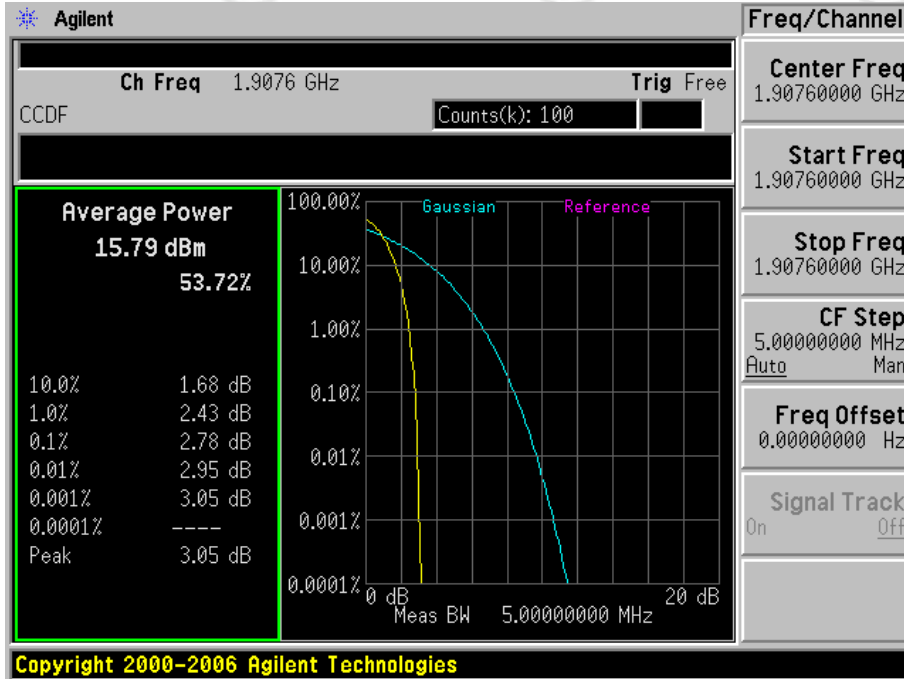 Agilent
Freq/Channel
Ch Freq 1.9076 GHz Trig Free
CCDF Counts(k): 100
Center Freq
1.90760000 GHz
Start Freq
1.90760000 GHz
Stop Freq
1.90760000 GHz
CF Step
5.00000000 MHz
Auto Man
Freq Offset
0.00000000 Hz
Signal Track
On Off
Average Power
15.79 dBm
53.72%
10.0% 1.68 dB
1.0% 2.43 dB
0.1% 2.78 dB
0.01% 2.95 dB
0.001% 3.05 dB
0.0001% ----
Peak 3.05 dB
Gaussian Reference
100.00%
10.00%
1.00%
0.10%
0.01%
0.001%
0.0001%
0 dB 20 dB
Meas BW 5.00000000 MHz
Copyright 2000-2006 Agilent Technologies